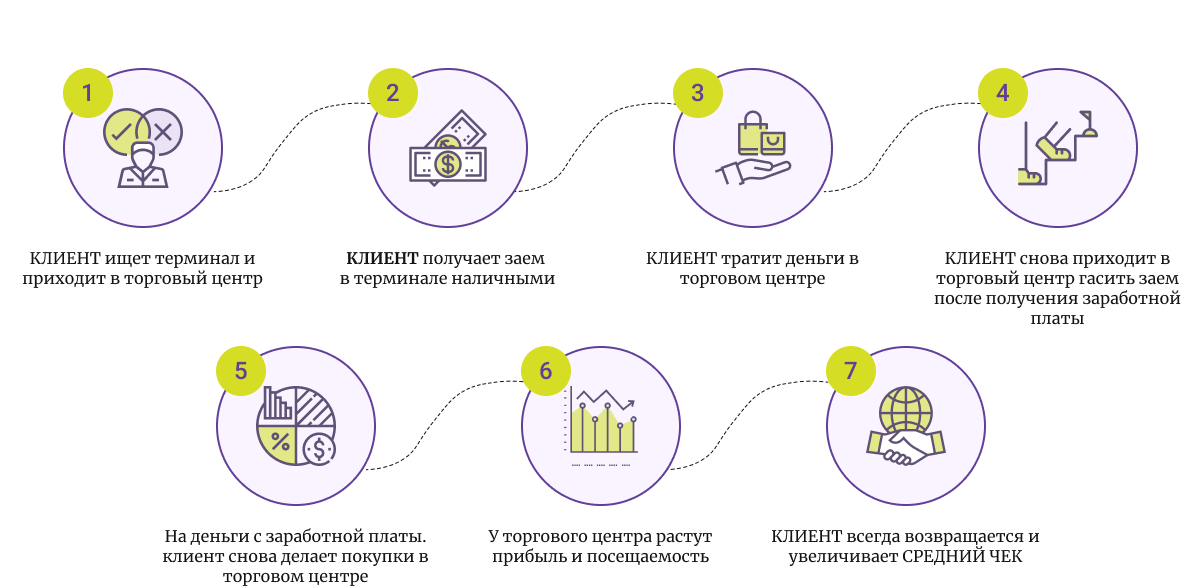 1
КЛИЕНТ ищет терминал и
приходит в торговый центр
2
КЛИЕНТ получает заем
в терминале наличными
3
КЛИЕНТ тратит деньги в
торговом центре
4
КЛИЕНТ снова приходит в
торговый центр гасить заем
после получения заработной
платы
5
На деньги с заработной платы.
клиент снова делает покупки в
торговом центре
6
У торгового центра растут
прибыль и посещаемость
7
КЛИЕНТ всегда возвращается и
увеличивает СРЕДНИЙ ЧЕК